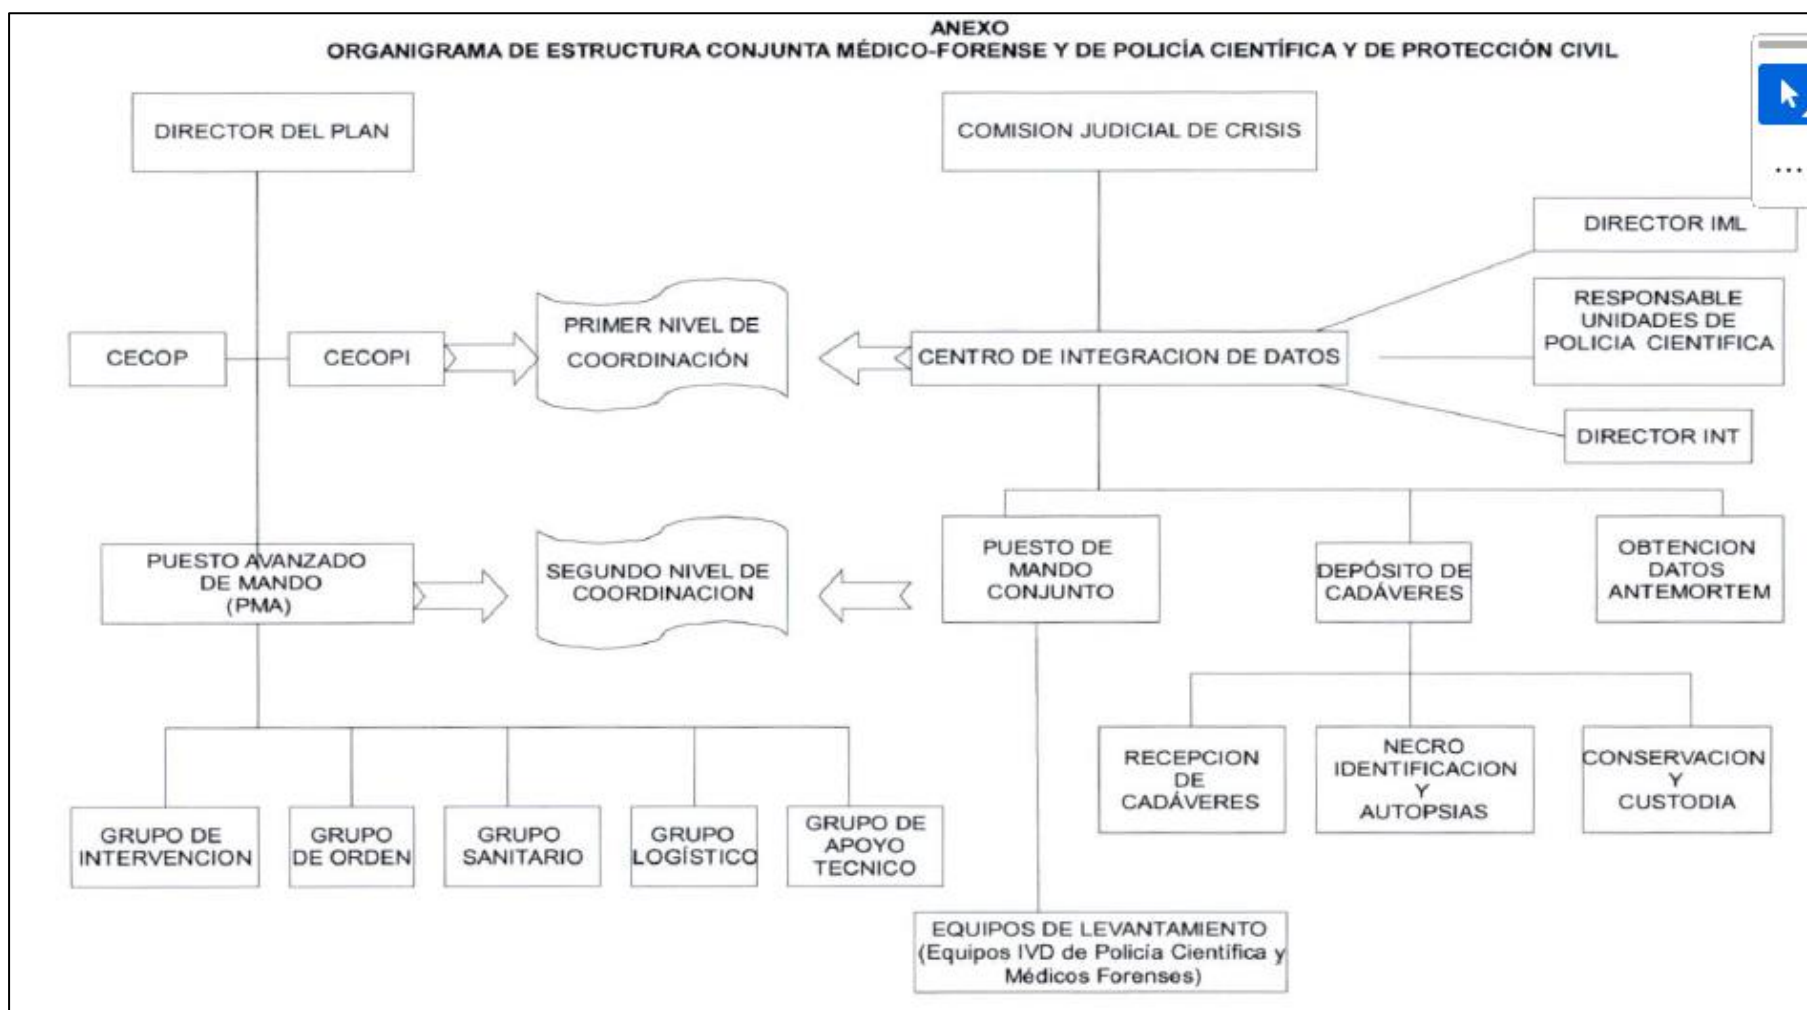 ANEXO
ORGANIGRAMA DE ESTRUCTURA CONJUNTA MÉDICO-FORENSE Y DE POLICÍA CIENTÍFICA Y DE PROTECCIÓN CIVIL
DIRECTOR DEL PLAN
COMISION JUDICIAL DE CRISIS
DIRECTOR IML
RESPONSABLE
UNIDADES DE
POLICIA CIENTIFICA
DIRECTOR INT
CECOP
CECOPI
PRIMER NIVEL DE
COORDINACIÓN
CENTRO DE INTEGRACION DE DATOS
PUESTO AVANZADO
DE MANDO
(PMA)
SEGUNDO NIVEL DE
COORDINACION
PUESTO DE
MANDO
CONJUNTO
DEPÓSITO DE
CADÁVERES
OBTENCION
DATOS
ANTEMORTEM
RECEPCION
DE
CADÁVERES
NECRO
IDENTIFICACION
Y
AUTOPSIAS
CONSERVACION
Y
CUSTODIA
GRUPO DE
INTERVENCION
GRUPO
DE ORDEN
GRUPO
SANITARIO
GRUPO
LOGÍSTICO
GRUPO DE
APOYO
TECNICO
EQUIPOS DE LEVANTAMIENTO
(Equipos IVD de Policía Científica y
Médicos Forenses)